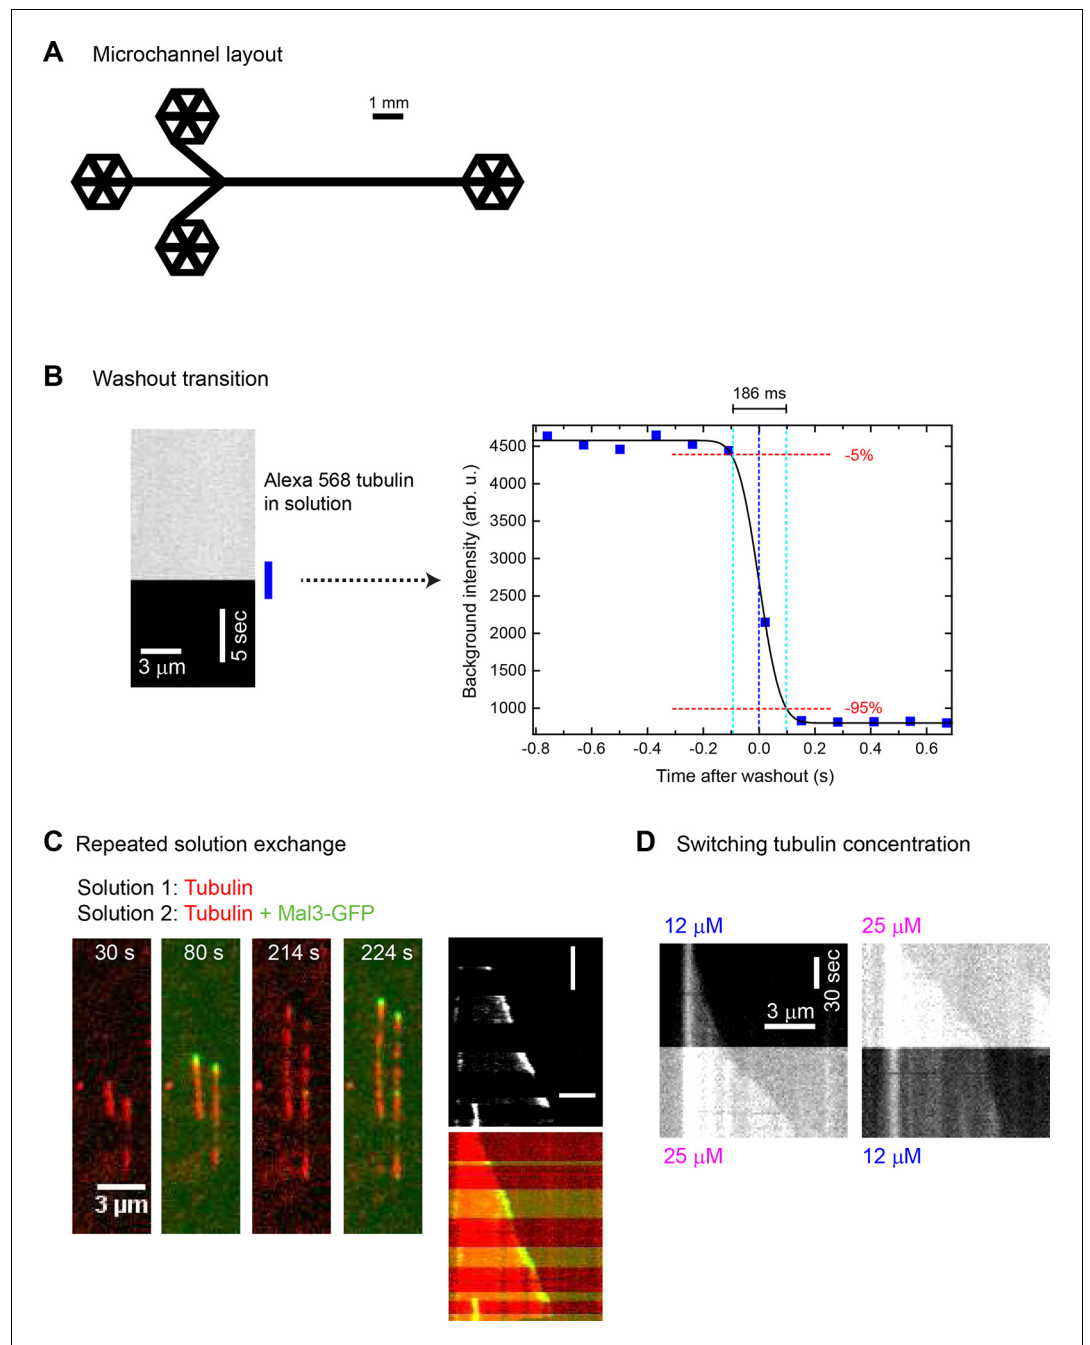 A Microchannel layout
1 mm
B Washout transition
Alexa 568 tubulin
in solution
3 μm
5 sec
186 ms
-5%
-95%
Background intensity (arb. u.)
4500
4000
3500
3000
2500
2000
1500
1000
-0.8 -0.6 -0.4 -0.2 0.0 0.2 0.4 0.6
Time after washout (s)
C Repeated solution exchange
Solution 1: Tubulin
Solution 2: Tubulin + Mal3-GFP
30 s 80 s 214 s 224 s
3 μm
D Switching tubulin concentration
12 μM 25 μM
30 sec
3 μm
25 μM 12 μM